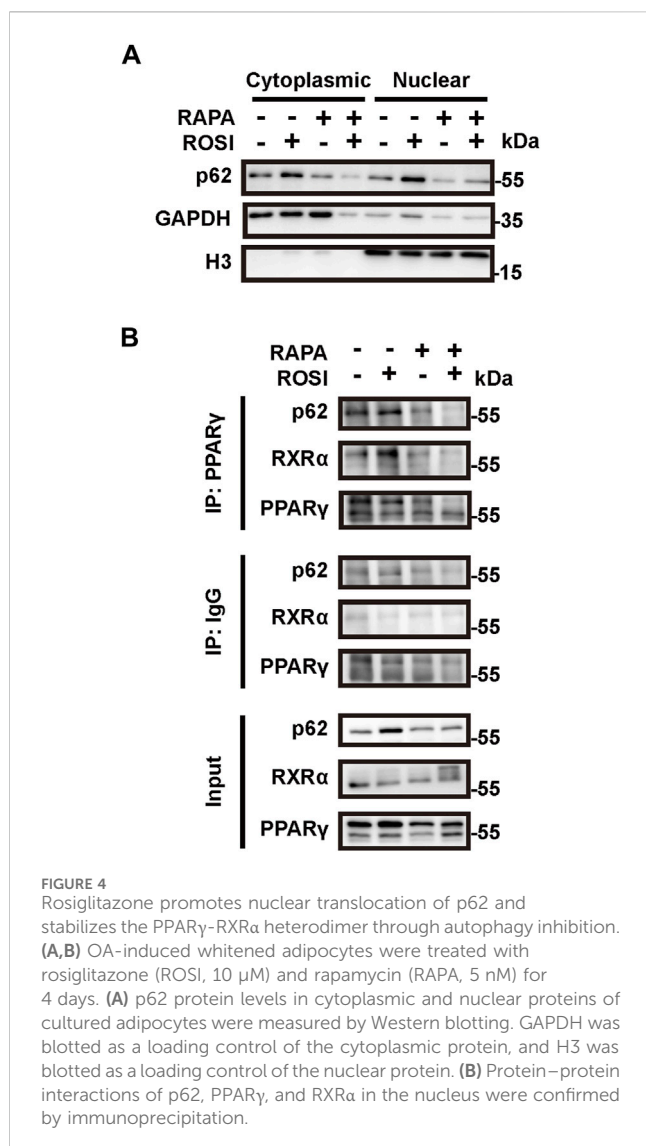 A
Cytoplasmic Nuclear
RAPA - - + + - - + +
ROSI - + - + - + - + kDa
p62 -55
GAPDH -35
H3 -15
B
RAPA - - + +
ROSI - + - + kDa
IP: PPARγ
p62 -55
RXRα -55
PPARγ -55
IP: IgG
p62 -55
RXRα -55
PPARγ -55
Input
p62 -55
RXRα -55
PPARγ -55
FIGURE 4
Rosiglitazone promotes nuclear translocation of p62 and
stabilizes the PPARγ-RXRα heterodimer through autophagy inhibition.
(A,B) OA-induced whitened adipocytes were treated with
rosiglitazone (ROSI, 10 μM) and rapamycin (RAPA, 5 nM) for
4 days. (A) p62 protein levels in cytoplasmic and nuclear proteins of
cultured adipocytes were measured by Western blotting. GAPDH was
blotted as a loading control of the cytoplasmic protein, and H3 was
blotted as a loading control of the nuclear protein. (B) Protein–protein
interactions of p62, PPARγ, and RXRα in the nucleus were confirmed
by immunoprecipitation.